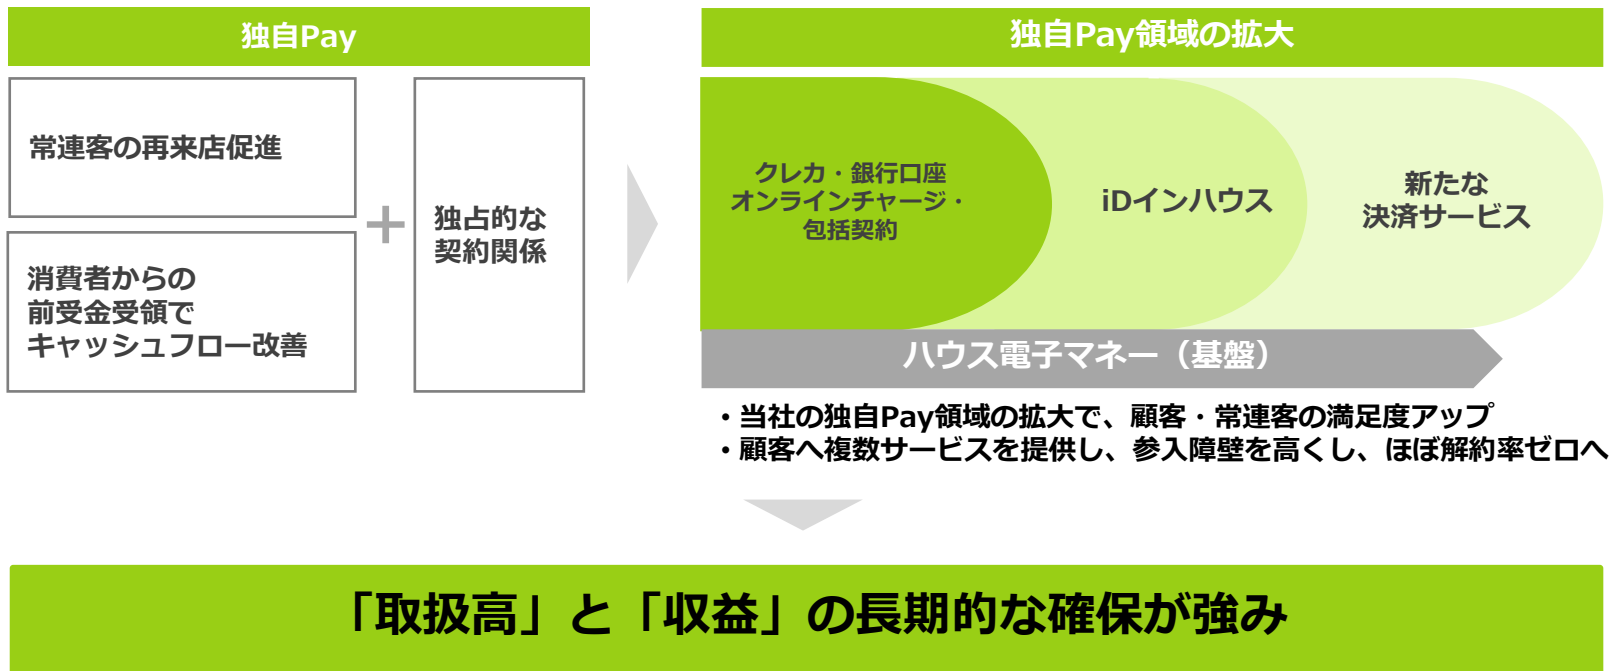 独自Pay
常連客の再来店促進
消費者からの
前受金受領で
キャッシュフロー改善
+
独占的な
契約関係
独自Pay領域の拡大
クレカ・銀行口座
オンラインチャージ・
包括契約
iDインハウス
新たな
決済サービス
ハウス電子マネー（基盤）
・当社の独自Pay領域の拡大で、顧客・常連客の満足度アップ
・顧客へ複数サービスを提供し、参入障壁を高くし、ほぼ解約率ゼロへ
「取扱高」と「収益」の長期的な確保が強み